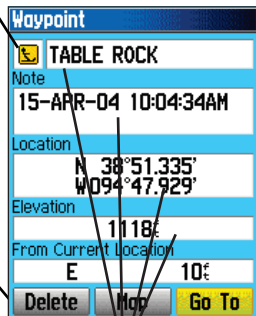 Waypoint
TABLE ROCK
Note
15-APR-04 10:04:34AM
Location
N 38°51.335'
W094°47.929'
Elevation
1118ft
From Current Location
E 10ft
Delete Map Go To